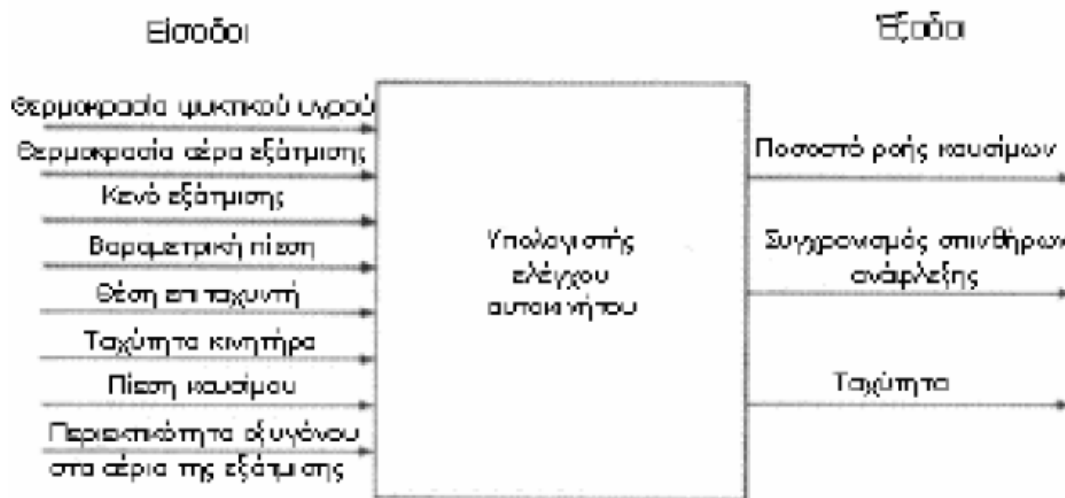 Είσοδοι
Έξοδοι
Θερμοκρασία ψυκτικού υγρού
Θερμοκρασία αέρα εξάτμισης
Κενό εξάτμισης
Βαρομετρική πίεση
Θέση επιταχυντή
Ταχύτητα κινητήρα
Πίεση καυσίμου
Περιεκτικότητα οξυγόνου
στα αέρια της εξάτμισης
Υπολογιστής
ελέγχου
αυτοκινήτου
Ποσοστό ροής καυσίμων
Συγχρονισμός σπινθήρων
ανάφλεξης
Ταχύτητα